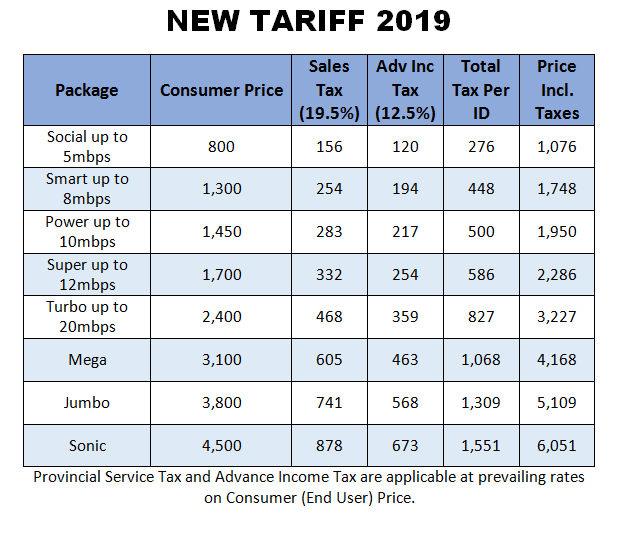 NEW TARIFF 2019
Package Consumer Price Sales Tax (19.5%) Adv Inc Tax (12.5%) Total Tax Per ID Price Incl. Taxes
Social up to 5mbps 800 156 120 276 1,076
Smart up to 8mbps 1,300 254 194 448 1,748
Power up to 10mbps 1,450 283 217 500 1,950
Super up to 12mbps 1,700 332 254 586 2,286
Turbo up to 20mbps 2,400 468 359 827 3,227
Mega 3,100 605 463 1,068 4,168
Jumbo 3,800 741 568 1,309 5,109
Sonic 4,500 878 673 1,551 6,051
Provincial Service Tax and Advance Income Tax are applicable at prevailing rates
on Consumer (End User) Price.